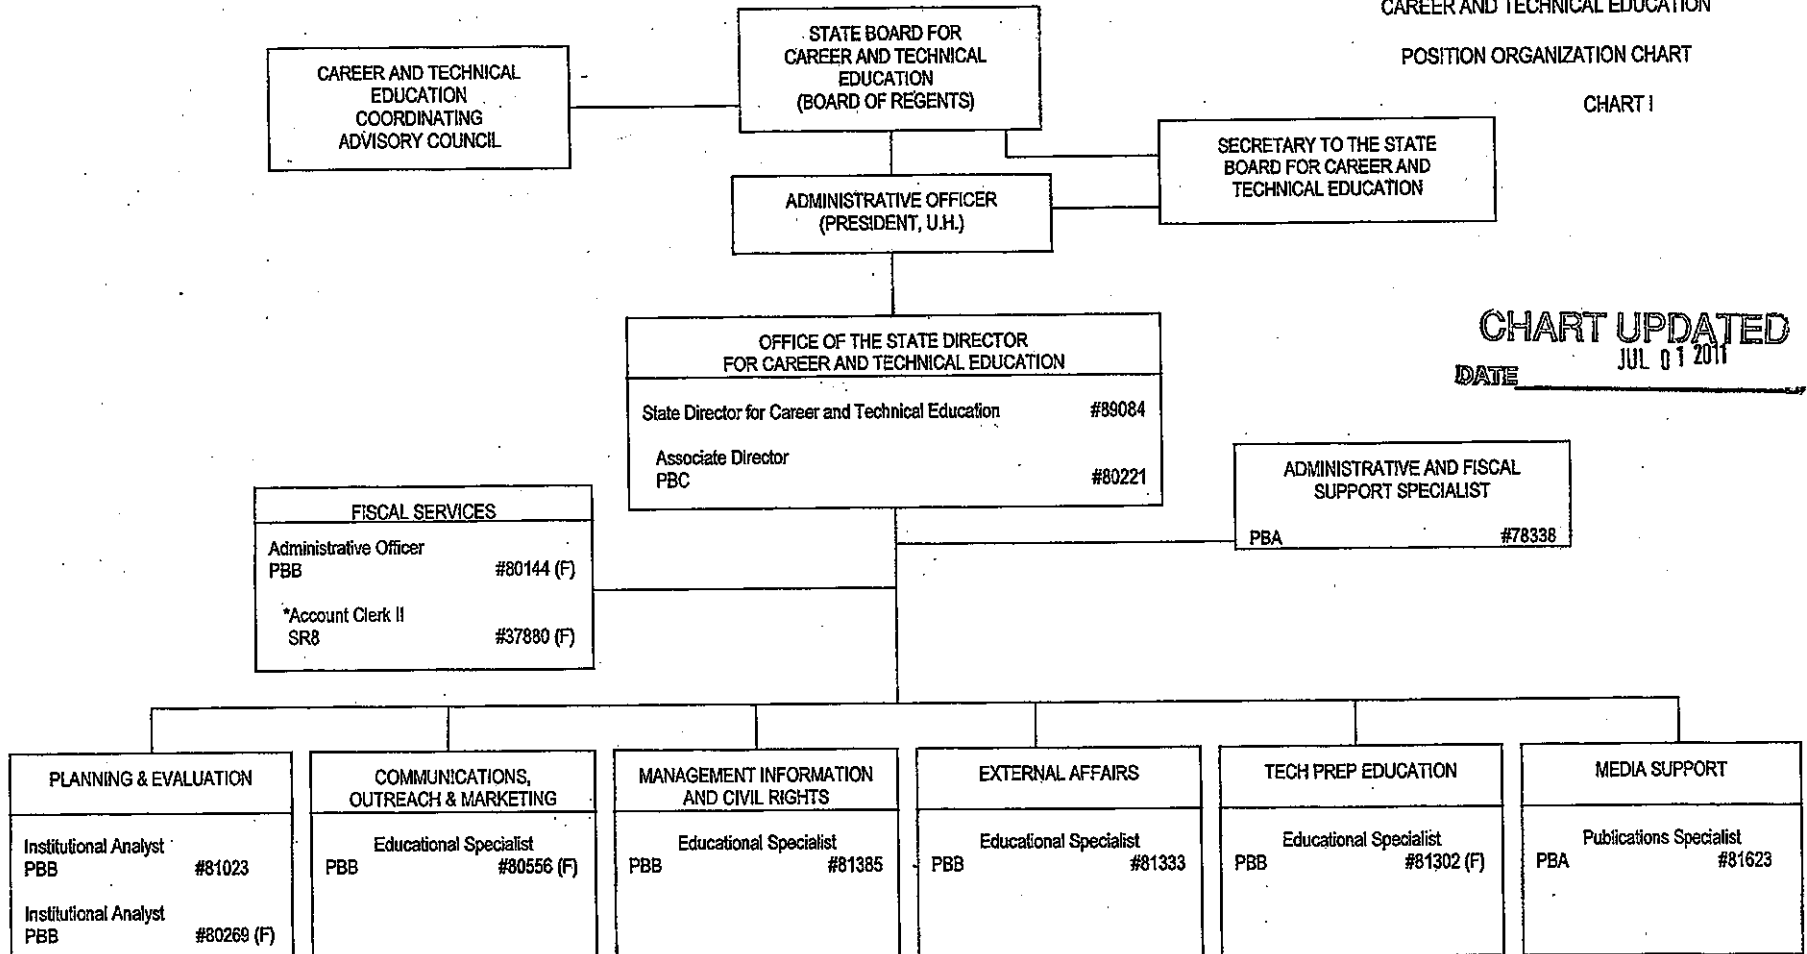 CAREER AND TECHNICAL EDUCATION
POSITION ORGANIZATION CHART
CHART I
STATE BOARD FOR
CAREER AND TECHNICAL
EDUCATION
(BOARD OF REGENTS)
CAREER AND TECHNICAL
EDUCATION
COORDINATING
ADVISORY COUNCIL
SECRETARY TO THE STATE
BOARD FOR CAREER AND
TECHNICAL EDUCATION
ADMINISTRATIVE OFFICER
(PRESIDENT, U.H.)
CHART UPDATED
JUL 01 2011
DATE
OFFICE OF THE STATE DIRECTOR
FOR CAREER AND TECHNICAL EDUCATION
State Director for Career and Technical Education #89084
Associate Director
PBC #80221
ADMINISTRATIVE AND FISCAL
SUPPORT SPECIALIST
PBA #78338
FISCAL SERVICES
Administrative Officer
PBB #80144 (F)
*Account Clerk II
SR8 #37880 (F)
PLANNING & EVALUATION
Institutional Analyst
PBB #81023
Institutional Analyst
PBB #80269 (F)
COMMUNICATIONS,
OUTREACH & MARKETING
Educational Specialist
PBB #80556 (F)
MANAGEMENT INFORMATION
AND CIVIL RIGHTS
Educational Specialist
PBB #81385
EXTERNAL AFFAIRS
Educational Specialist
PBB #81333
TECH PREP EDUCATION
Educational Specialist
PBB #81302 (F)
MEDIA SUPPORT
Publications Specialist
PBA #81623